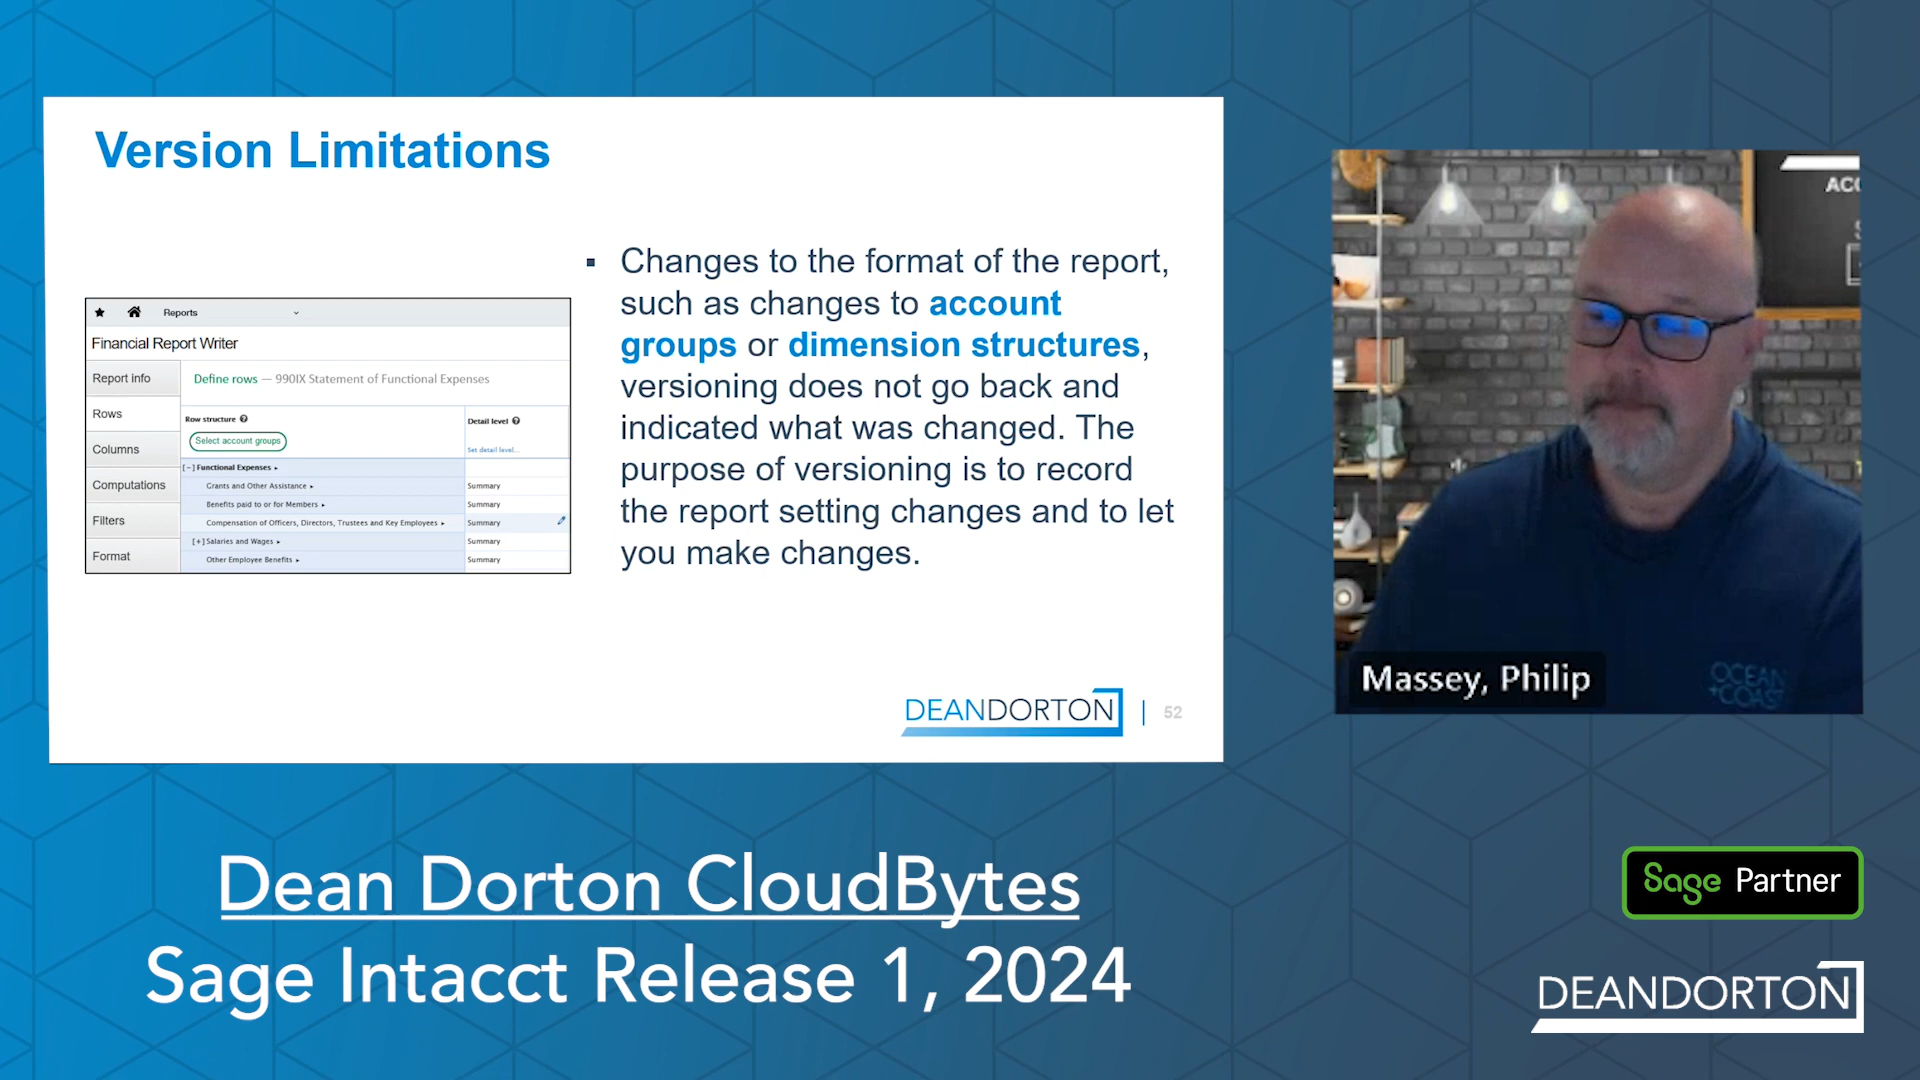 Version Limitations
Reports
Financial Report Writer
Report info
Rows
Columns
Computations
Filters
Format
Define rows — 990IX Statement of Functional Expenses
Row structure
Detail level
Select account groups
Set detail level...
[–] Functional Expenses
Grants and Other Assistance
Summary
Benefits paid to or for Members
Summary
Compensation of Officers, Directors, Trustees and Key Employees
Summary
[+] Salaries and Wages
Summary
Other Employee Benefits
Summary
▪ Changes to the format of the report,
such as changes to account
groups or dimension structures,
versioning does not go back and
indicated what was changed. The
purpose of versioning is to record
the report setting changes and to let
you make changes.
DEANDORTON | 52
ACC
Massey, Philip
OCEAN
+COAST
Dean Dorton CloudBytes
Sage Intacct Release 1, 2024
Sage Partner
DEANDORTON